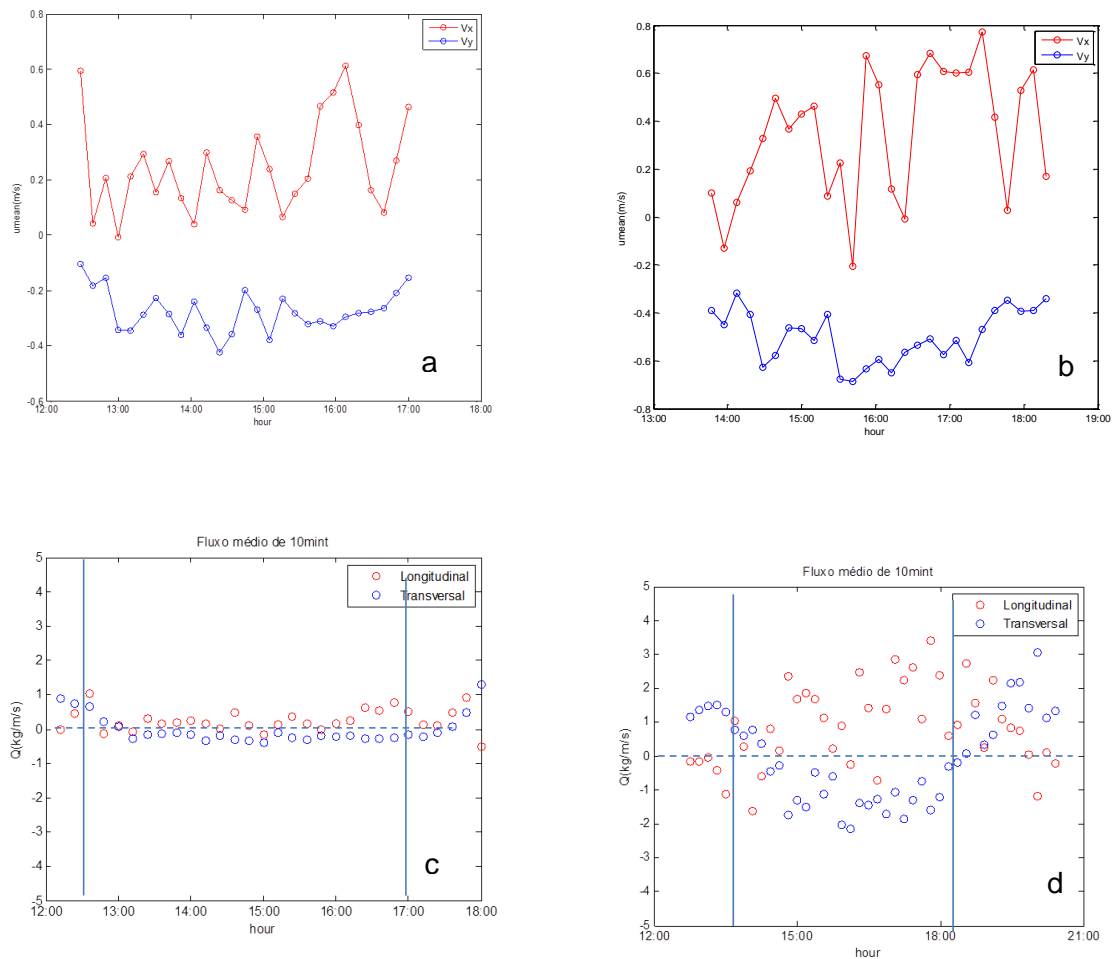 0.8
0.6
0.4
0.2
0
-0.2
-0.4
-0.6
umean(m/s)
Vx
Vy
a
12:00 13:00 14:00 15:00 16:00 17:00 18:00
hour
0.8
0.6
0.4
0.2
0
-0.2
-0.4
-0.6
-0.8
umean(m/s)
Vx
Vy
b
13:00 14:00 15:00 16:00 17:00 18:00 19:00
hour
Fluxo médio de 10mint
5
4
3
2
1
0
-1
-2
-3
-4
-5
Q(kg/m/s)
Longitudinal
Transversal
c
12:00 13:00 14:00 15:00 16:00 17:00 18:00
hour
Fluxo médio de 10mint
5
4
3
2
1
0
-1
-2
-3
-4
-5
Q(kg/m/s)
Longitudinal
Transversal
d
12:00 15:00 18:00 21:00
hour